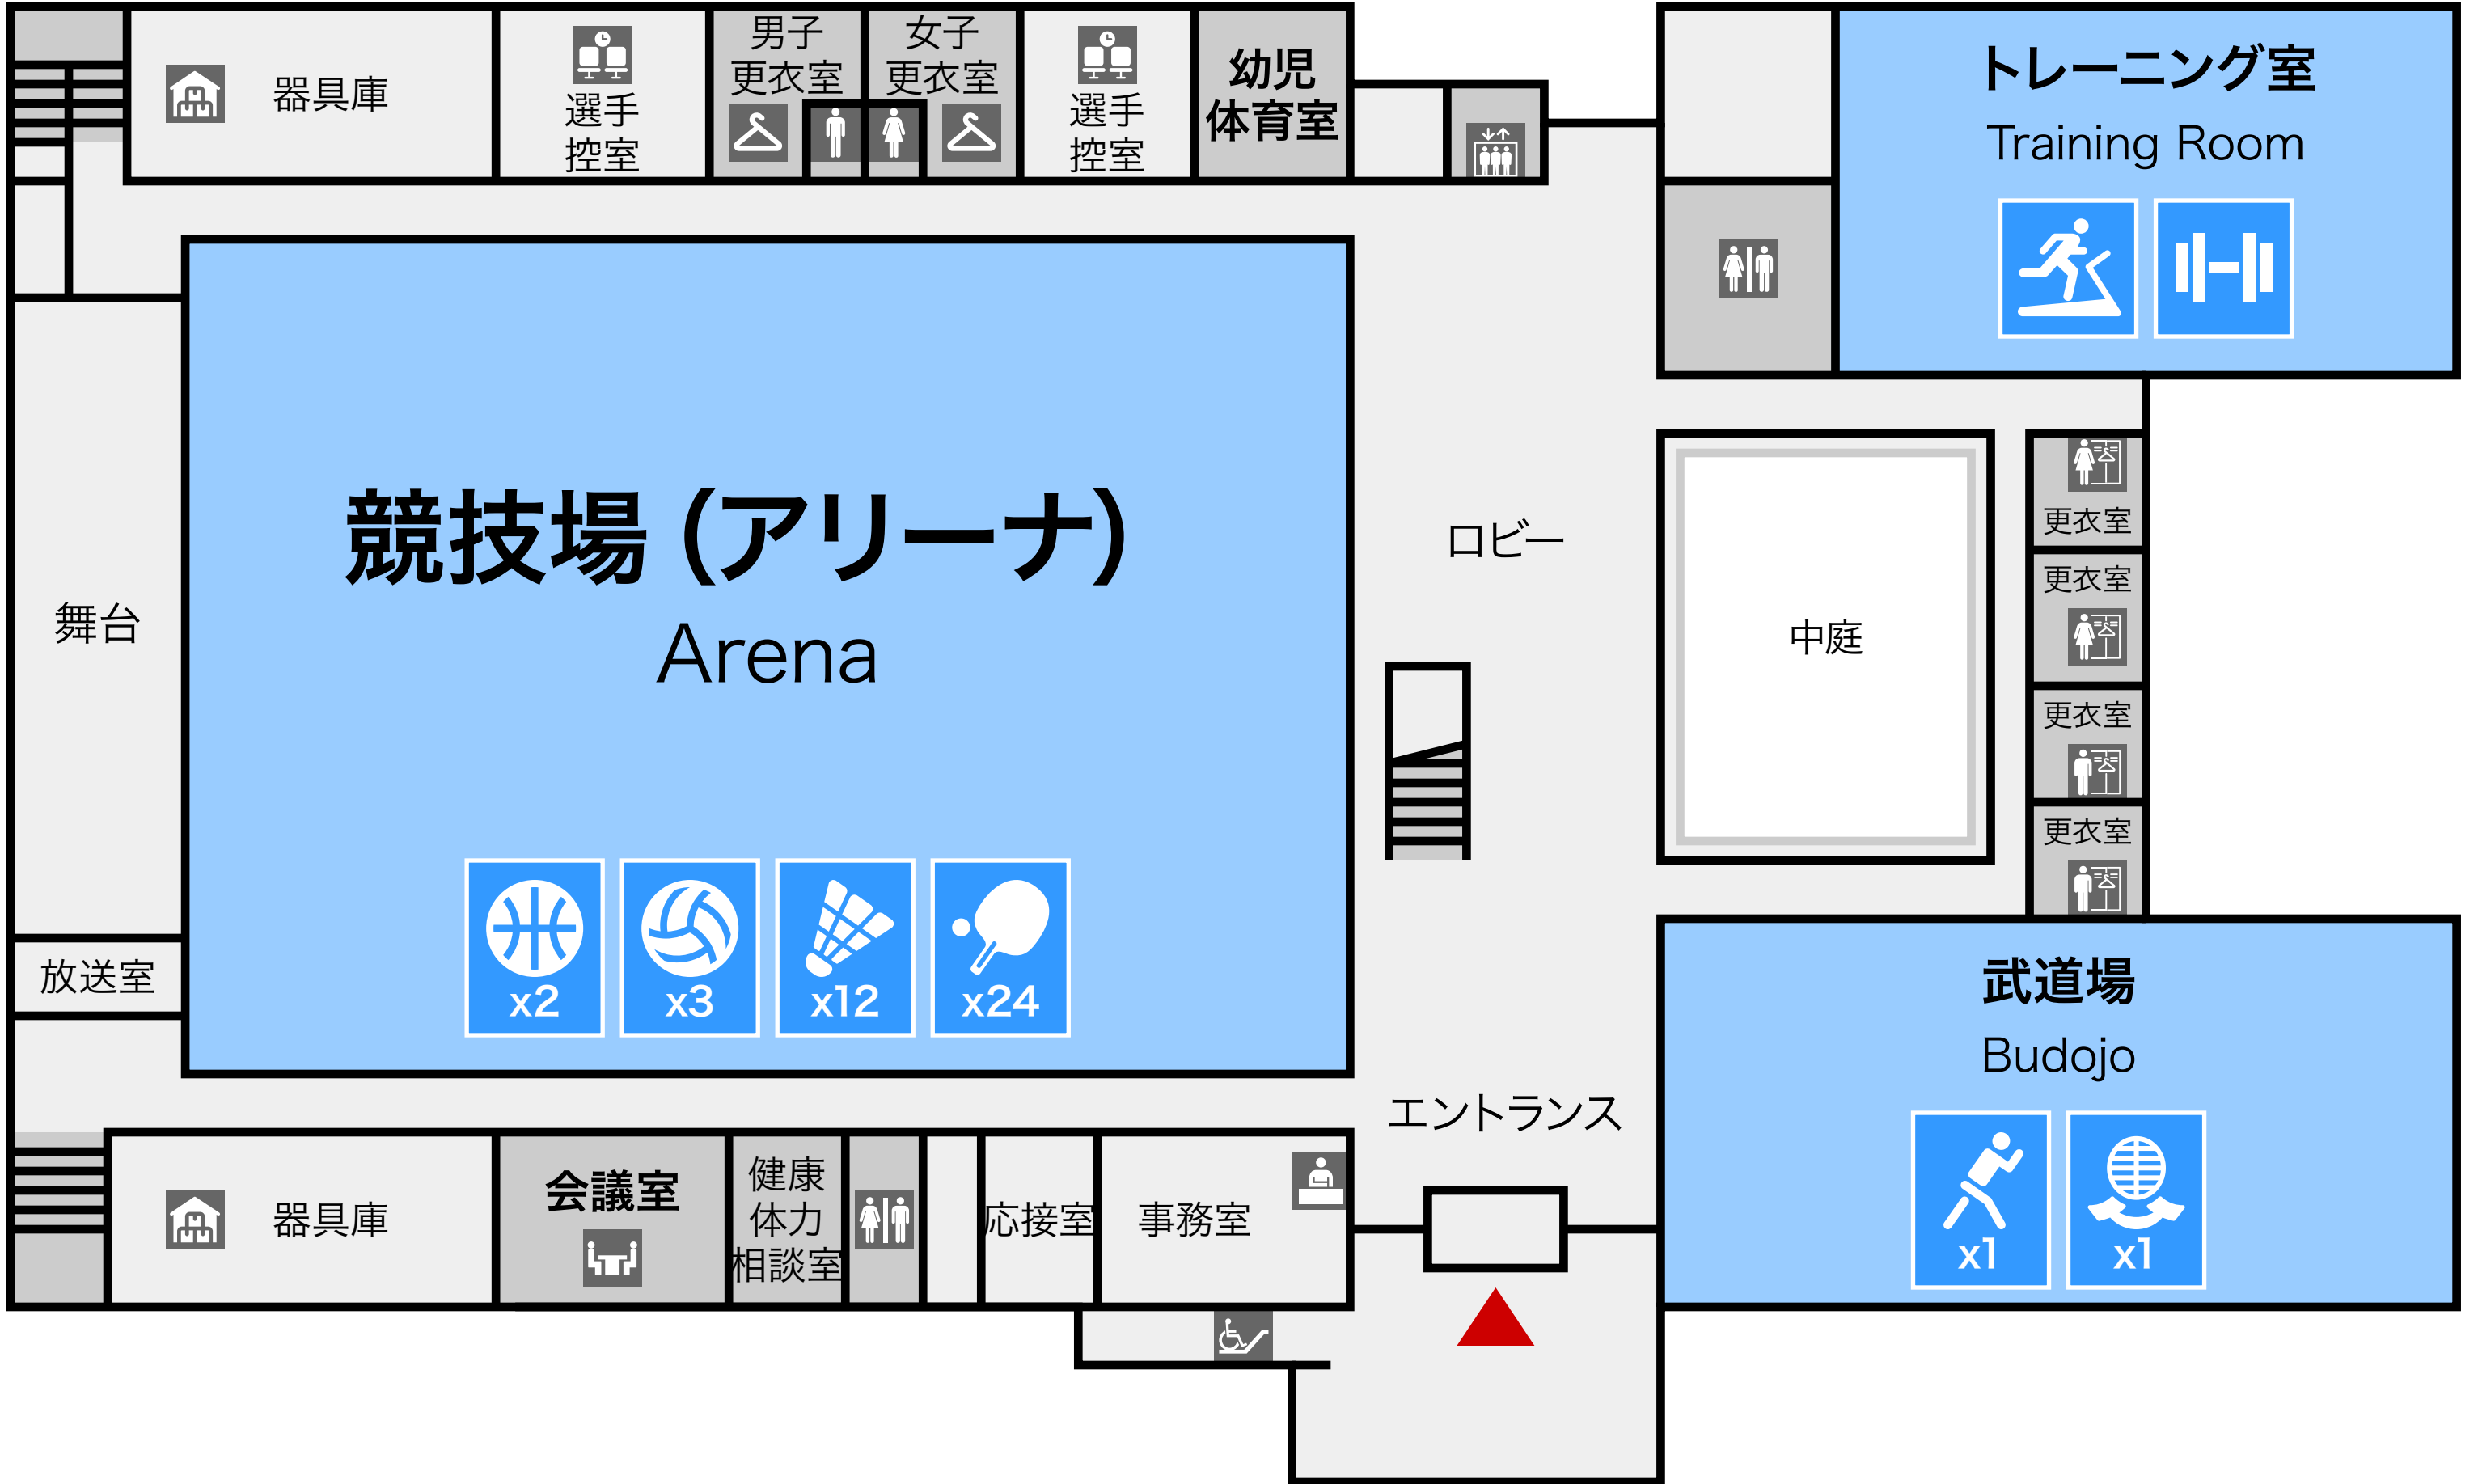 器具庫
選手
控室
男子
更衣室
女子
更衣室
選手
控室
幼児
体育室
トレーニング室
Training Room
競技場 (アリーナ)
Arena
舞台
放送室
x2
x3
x12
x24
ロビー
中庭
更衣室
更衣室
更衣室
更衣室
武道場
Budojo
x1
x1
エントランス
器具庫
会議室
健康
体力
相談室
応接室
事務室